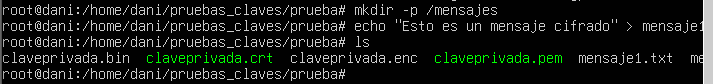 root@dani:/home/dani/pruebas_claves/prueba# mkdir -p /mensajes
root@dani:/home/dani/pruebas_claves/prueba# echo "Esto es un mensaje cifrado" > mensaje1
root@dani:/home/dani/pruebas_claves/prueba# ls
claveprivada.bin claveprivada.crt claveprivada.enc claveprivada.pem mensaje1.txt me
root@dani:/home/dani/pruebas_claves/prueba#